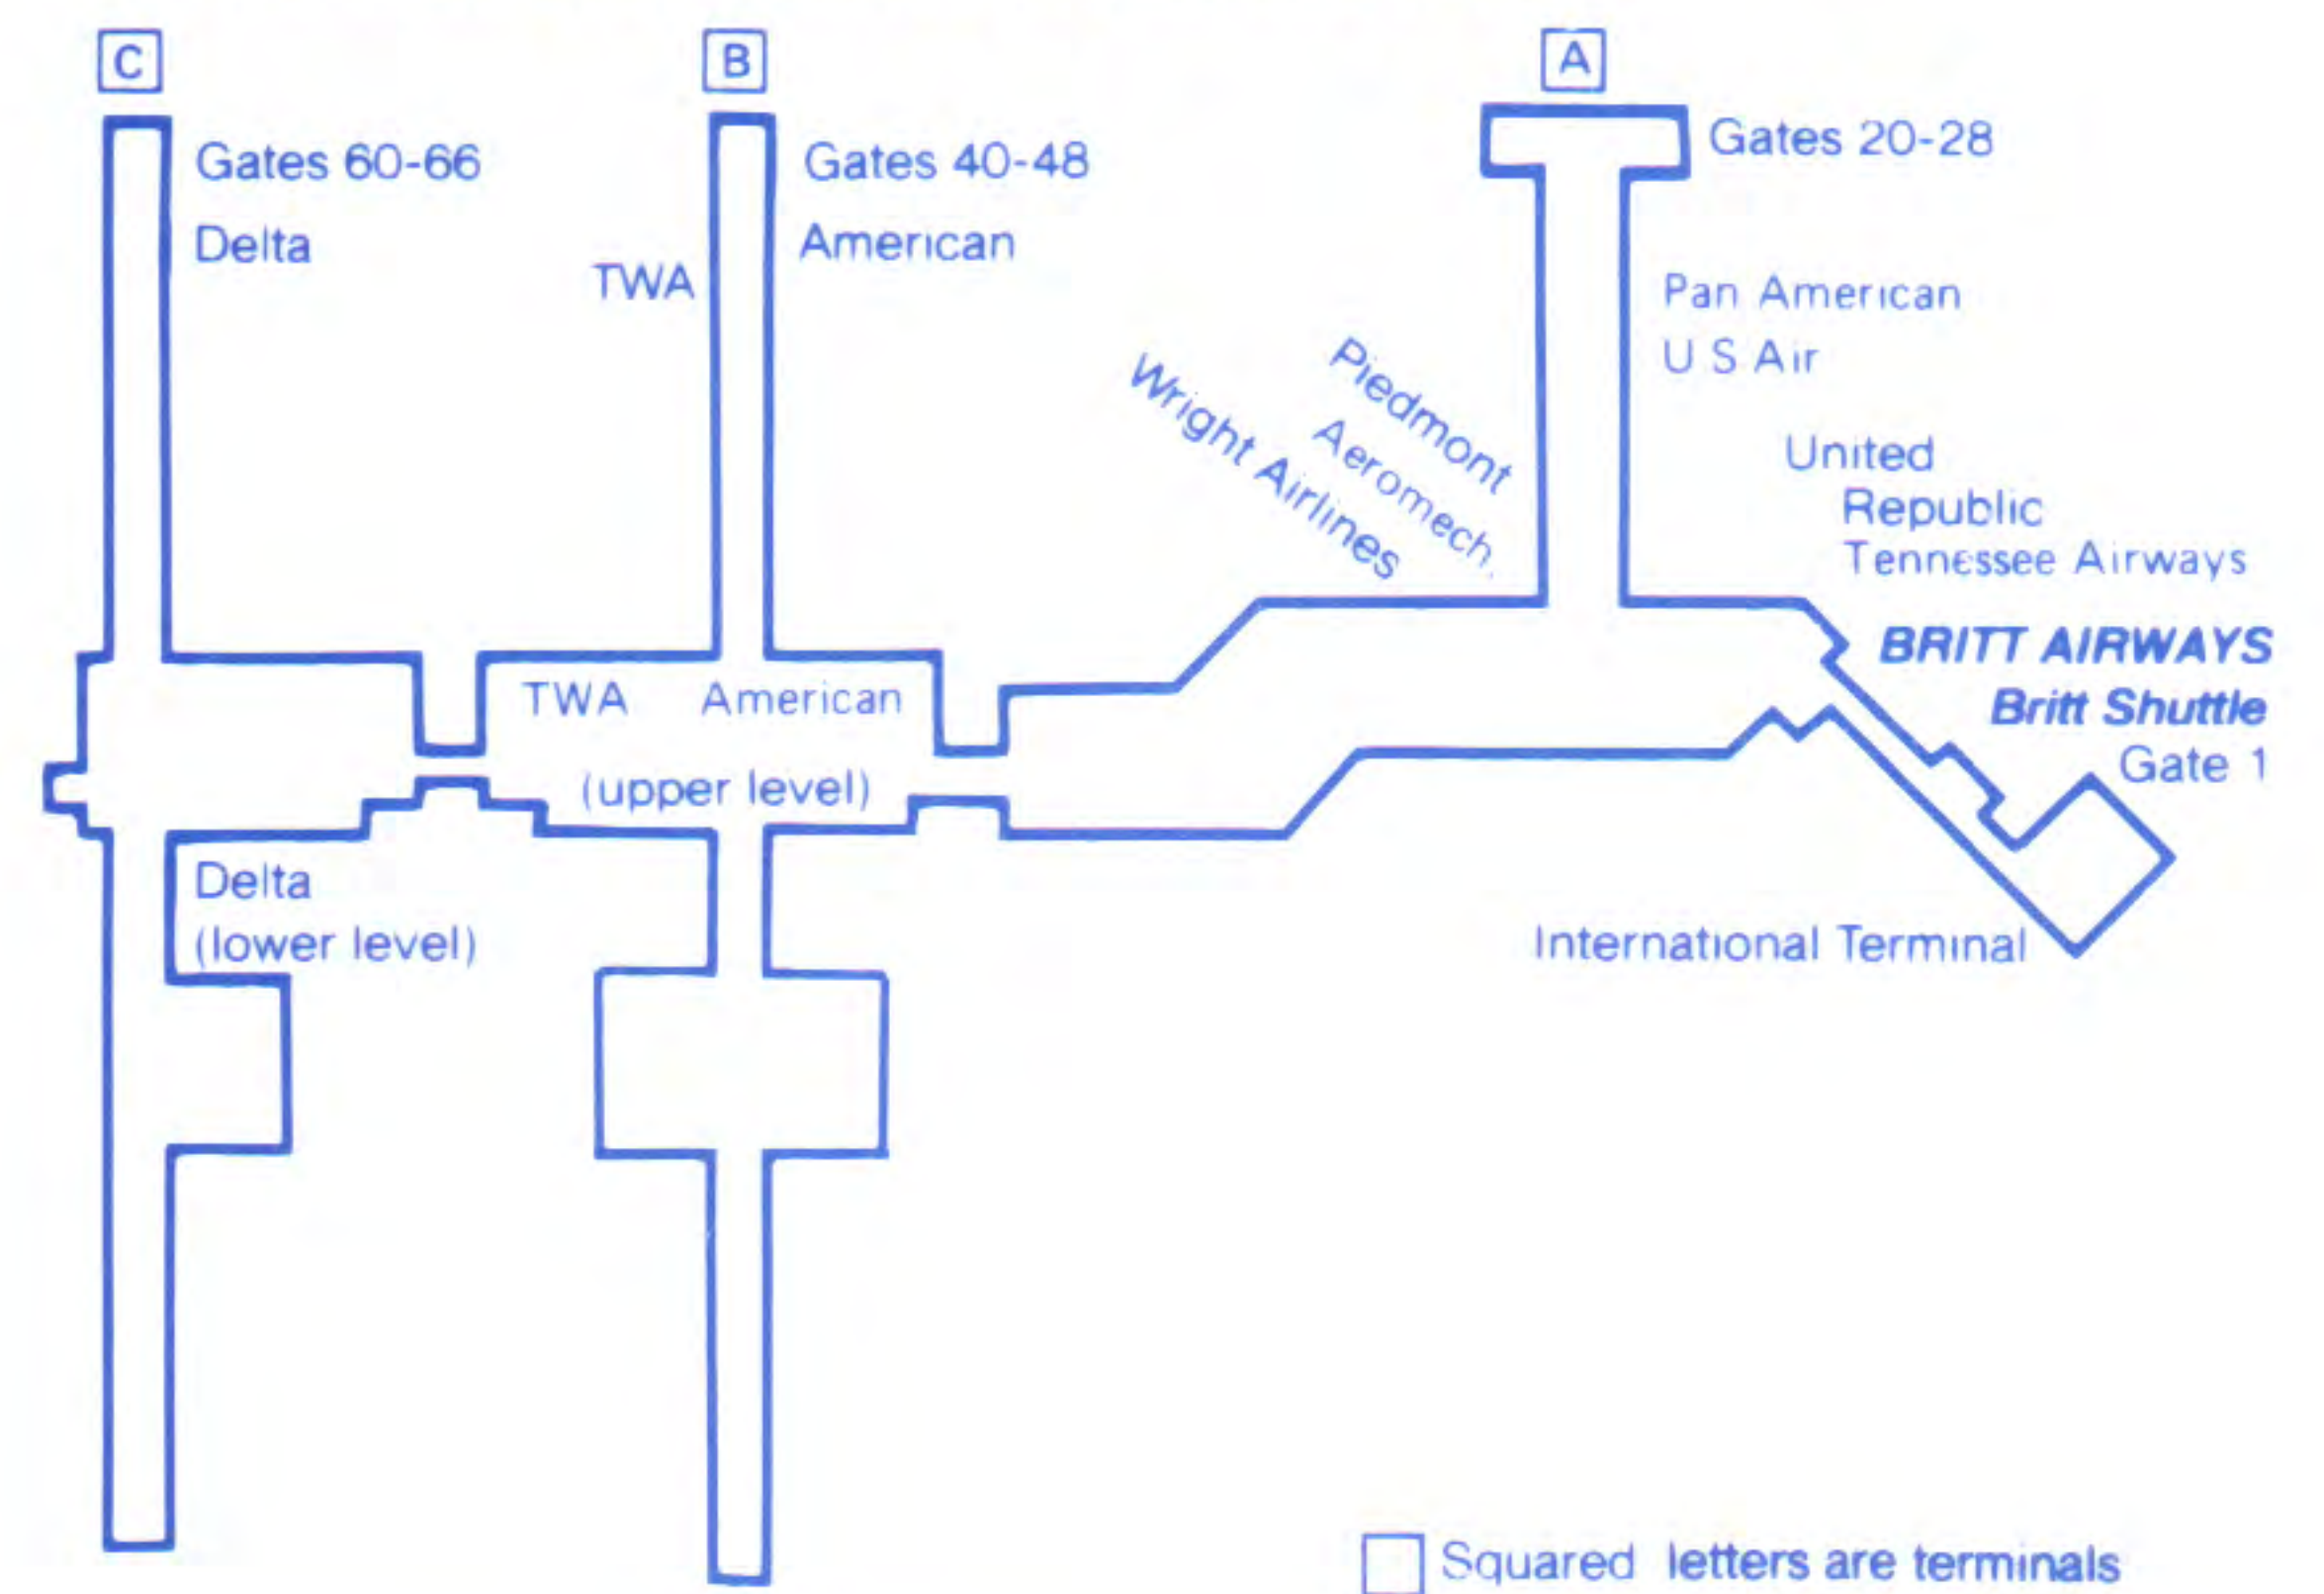 C
B
A
Gates 60-66
Delta
Gates 40-48
American
TWA
Gates 20-28
Pan American
U S Air
Piedmont
Aeromech.
Wright Airlines
United
Republic
Tennessee Airways
BRITT AIRWAYS
Britt Shuttle
Gate 1
TWA American
(upper level)
Delta
(lower level)
International Terminal
Squared letters are terminals